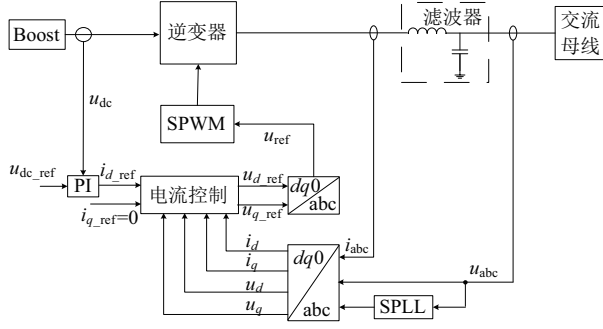 Boost
逆变器
滤波器
交流
母线
u_dc
SPWM
u_ref
u_dc_ref
PI
i_d_ref
电流控制
u_d_ref
u_q_ref
dq0
abc
i_q_ref=0
i_d
i_q
u_d
u_q
dq0
abc
i_abc
u_abc
SPLL